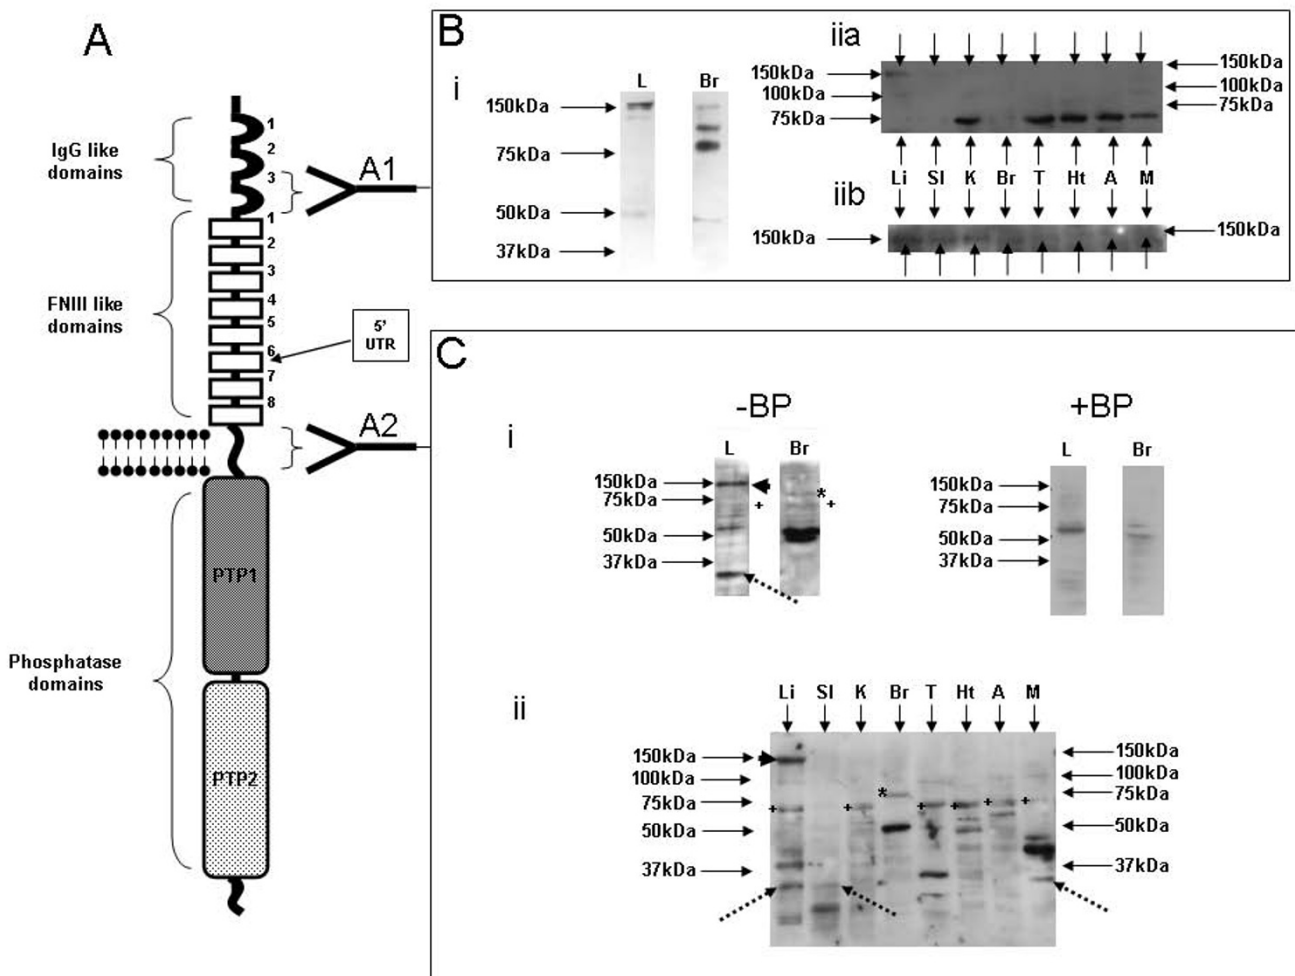 A
IgG like
domains
1
2
3
A1
FNIII like
domains
1
2
3
4
5
6
7
8
5'
UTR
A2
PTP1
Phosphatase
domains
PTP2
B
i
L Br
150kDa
75kDa
50kDa
37kDa
iia
150kDa
100kDa
75kDa
150kDa
100kDa
75kDa
Li Sl K Br T Ht A M
iib
150kDa
150kDa
C
i
-BP
L Br
150kDa
75kDa
50kDa
37kDa
*
+ +
+BP
L Br
150kDa
75kDa
50kDa
37kDa
ii
Li Sl K Br T Ht A M
150kDa
100kDa
75kDa
50kDa
37kDa
*
+ + + + + +
150kDa
100kDa
75kDa
50kDa
37kDa